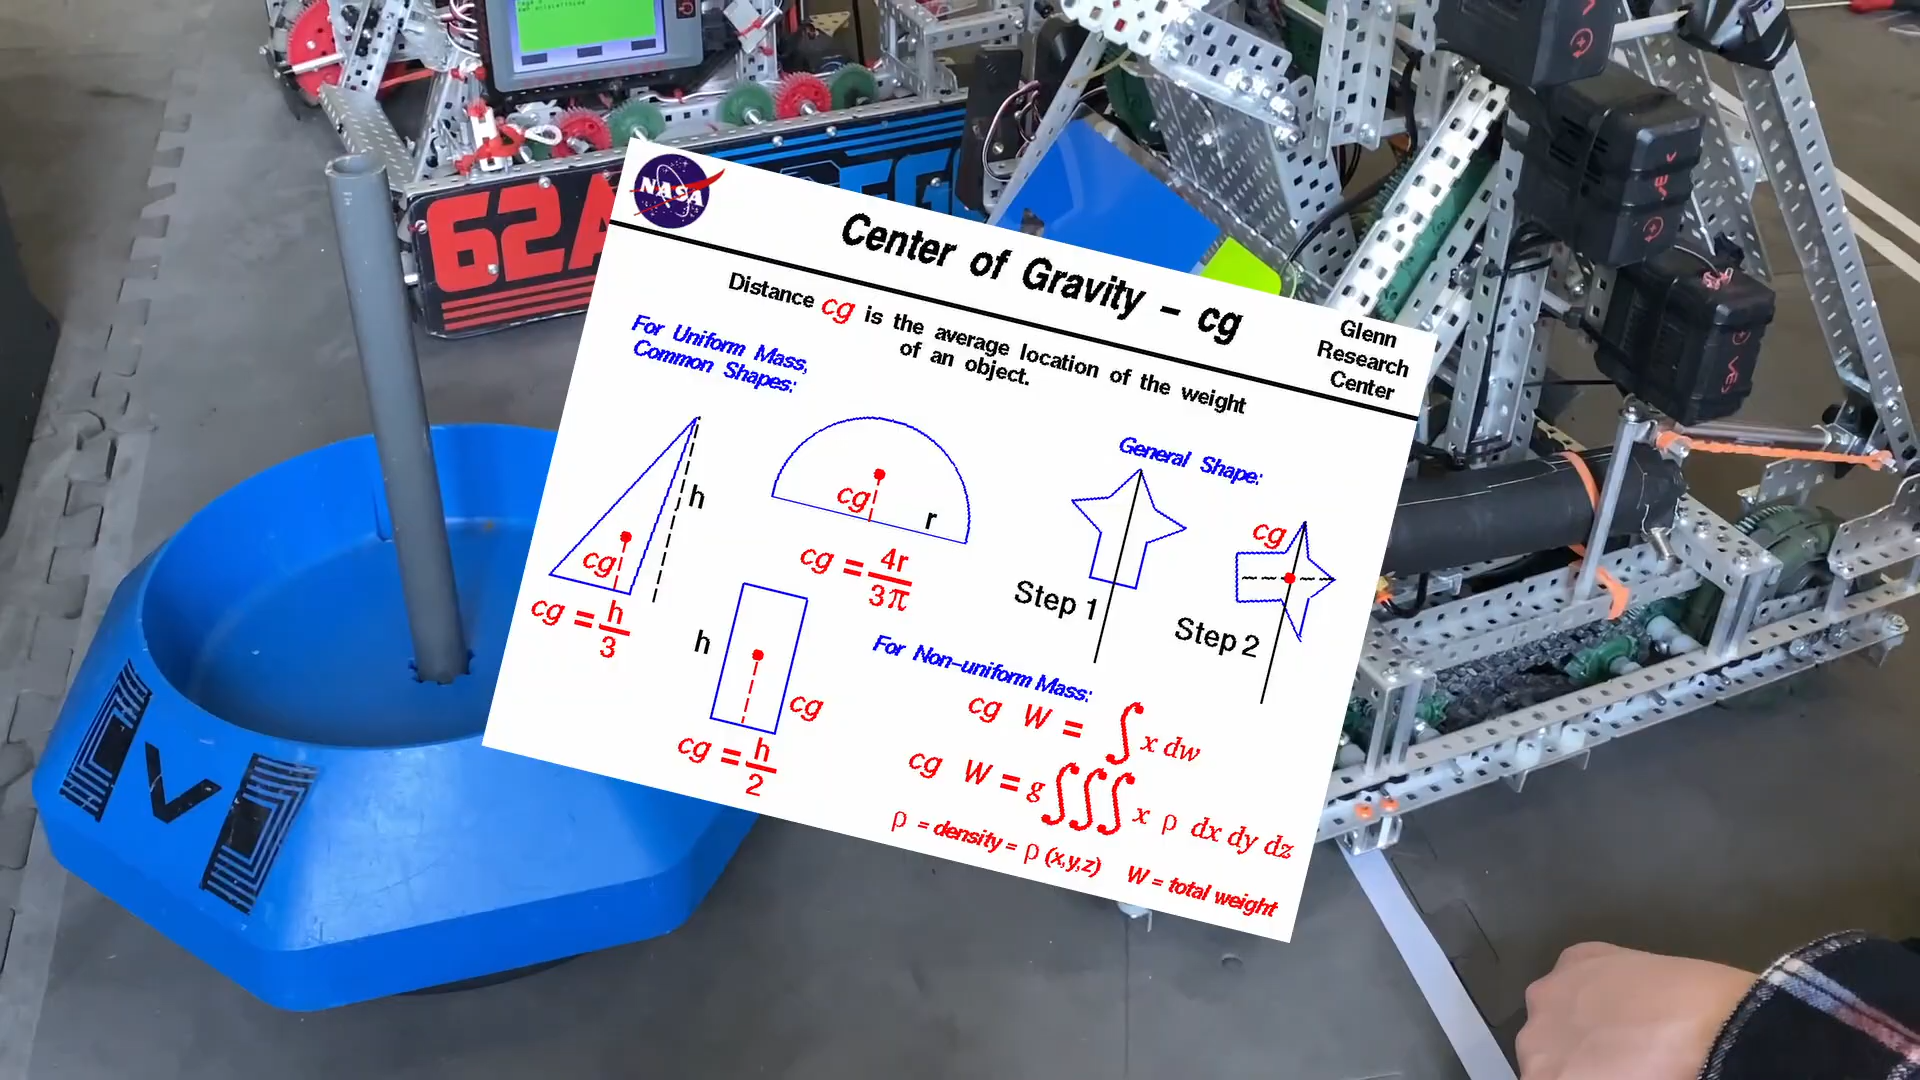 62A
NASA
Center of Gravity - cg
Glenn
Research
Center
Distance cg is the average location of the weight
of an object.
For Uniform Mass,
Common Shapes:
h
cg
cg = h/3
cg
r
cg = 4r/3π
h
cg
cg = h/2
General Shape:
Step 1
cg
Step 2
For Non-uniform Mass:
cg W = ∫ x dw
cg W = g ∫∫∫ x ρ dx dy dz
ρ = density = ρ (x,y,z) W = total weight
V